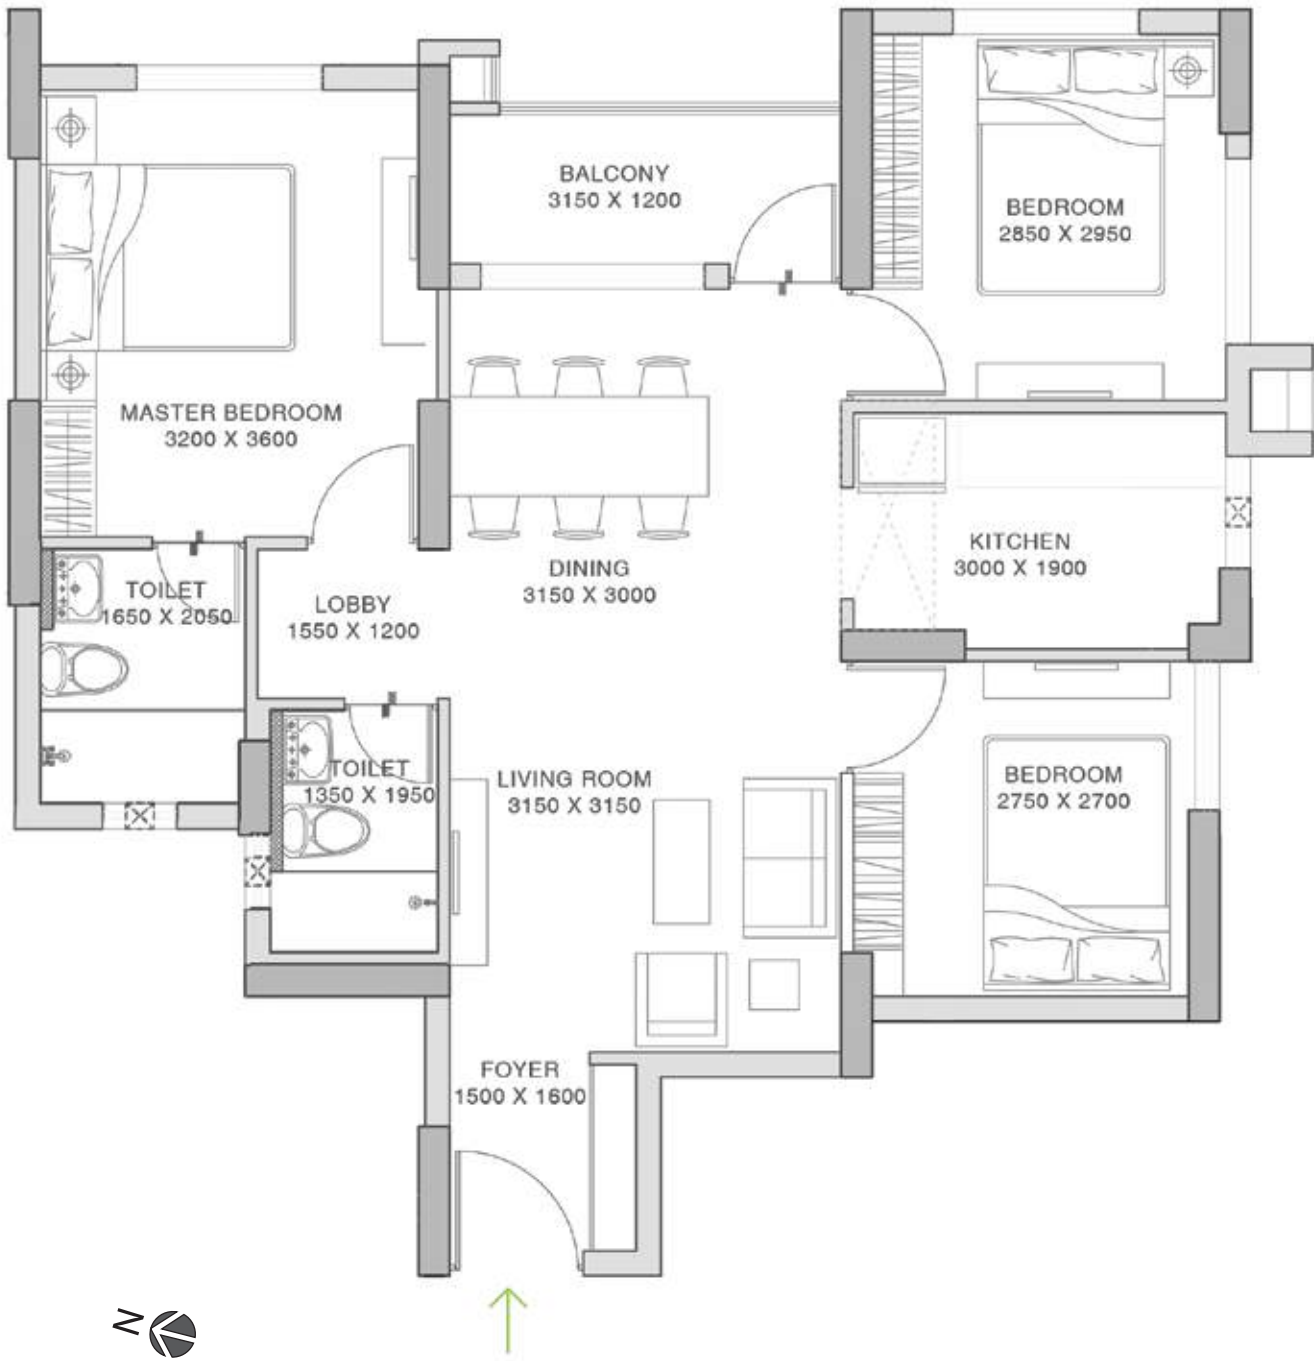 BALCONY
3150 X 1200
BEDROOM
2850 X 2950
MASTER BEDROOM
3200 X 3600
KITCHEN
3000 X 1900
DINING
3150 X 3000
TOILET
1650 X 2050
LOBBY
1550 X 1200
TOILET
1350 X 1950
LIVING ROOM
3150 X 3150
BEDROOM
2750 X 2700
FOYER
1500 X 1600
N